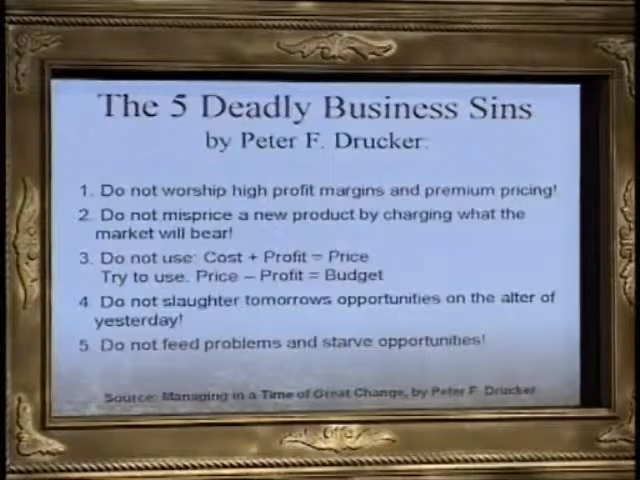 The 5 Deadly Business Sins
by Peter F. Drucker
1. Do not worship high profit margins and premium pricing!
2. Do not misprice a new product by charging what the
market will bear!
3. Do not use: Cost + Profit = Price
Try to use. Price – Profit = Budget
4. Do not slaughter tomorrows opportunities on the alter of
yesterday!
5. Do not feed problems and starve opportunities!
Source: Managing in a Time of Great Change, by Peter F. Drucker